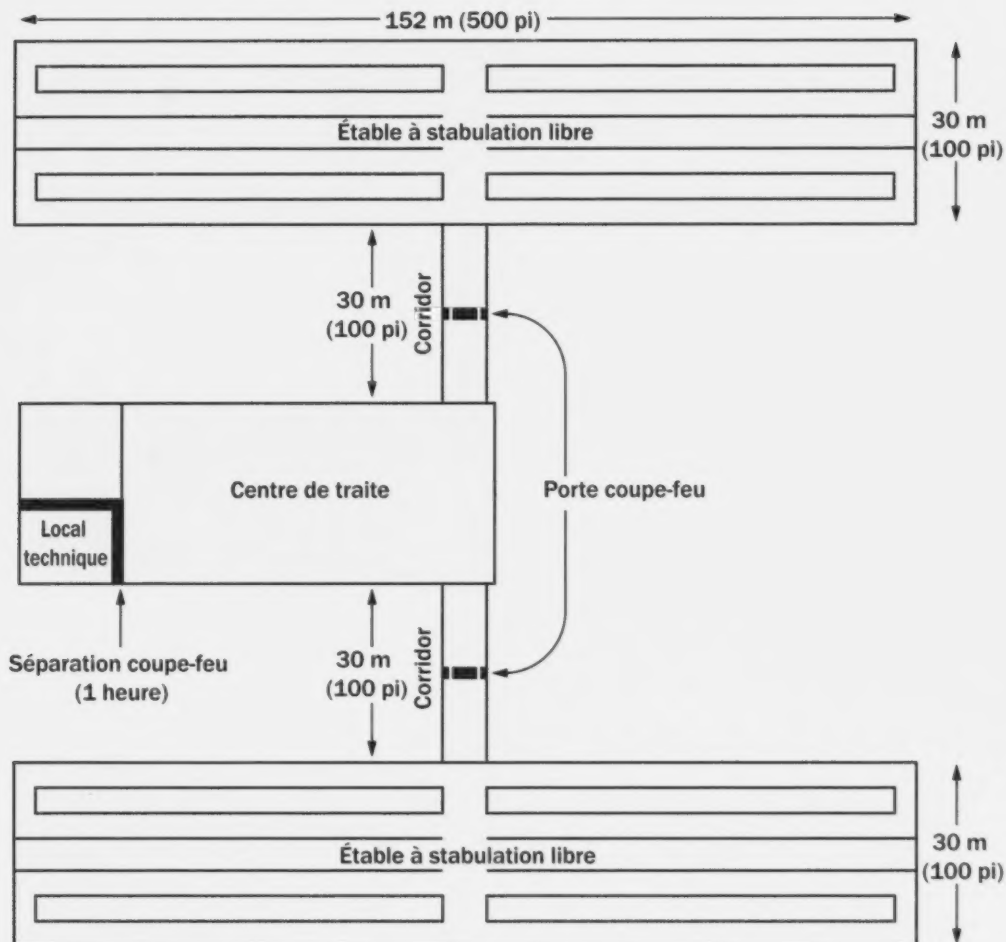 152 m (500 pi)
Étable à stabulation libre
30 m
(100 pi)
30 m
(100 pi)
Corridor
Centre de traite
Porte coupe-feu
Local
technique
Séparation coupe-feu
(1 heure)
30 m
(100 pi)
Corridor
Étable à stabulation libre
30 m
(100 pi)